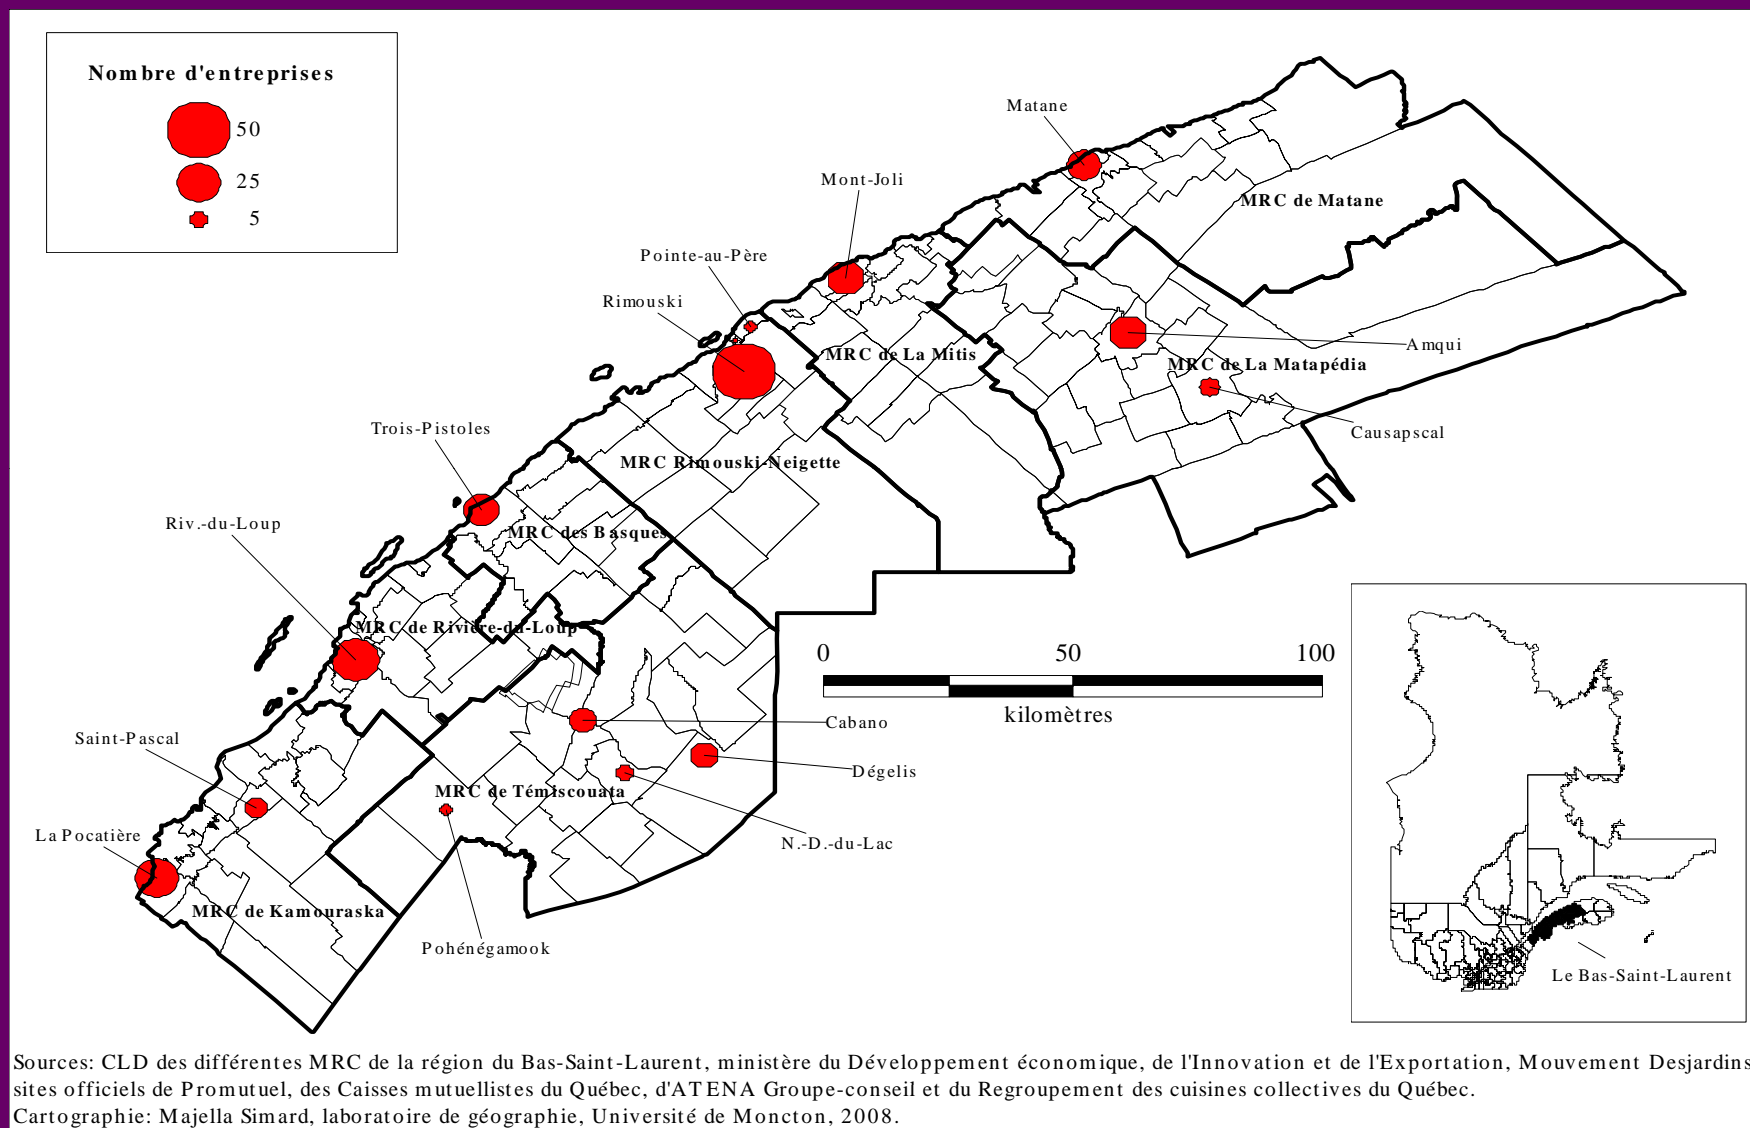 Nombre d'entreprises
50
25
5
Matane
Mont-Joli
MRC de Matane
Pointe-au-Père
Rimouski
Amqui
MRC de La Mitis
MRC de La Matapédia
Causapscal
Trois-Pistoles
MRC Rimouski-Neigette
Riv.-du-Loup
MRC des Basques
MRC de Rivière-du-Loup
0 50 100
kilomètres
Cabano
Saint-Pascal
Dégelis
MRC de Témiscouata
La Pocatière
N.-D.-du-Lac
MRC de Kamouraska
Pohénégamook
Le Bas-Saint-Laurent
Sources: CLD des différentes MRC de la région du Bas-Saint-Laurent, ministère du Développement économique, de l'Innovation et de l'Exportation, Mouvement Desjardins
sites officiels de Promutuel, des Caisses mutuellistes du Québec, d'ATENA Groupe-conseil et du Regroupement des cuisines collectives du Québec.
Cartographie: Majella Simard, laboratoire de géographie, Université de Moncton, 2008.